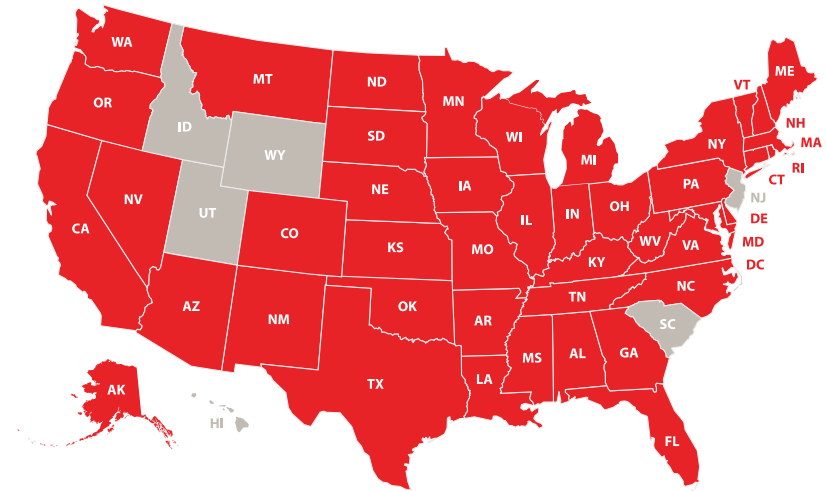 WA
MT
ND
MN
VT
ME
OR
ID
SD
WI
MI
NY
NH
MA
WY
RI
CT
NV
UT
NE
IA
PA
NJ
CA
CO
IL
IN
OH
DE
KS
MO
WV
VA
MD
KY
DC
AZ
NM
OK
AR
TN
NC
SC
TX
LA
MS
AL
GA
AK
HI
FL